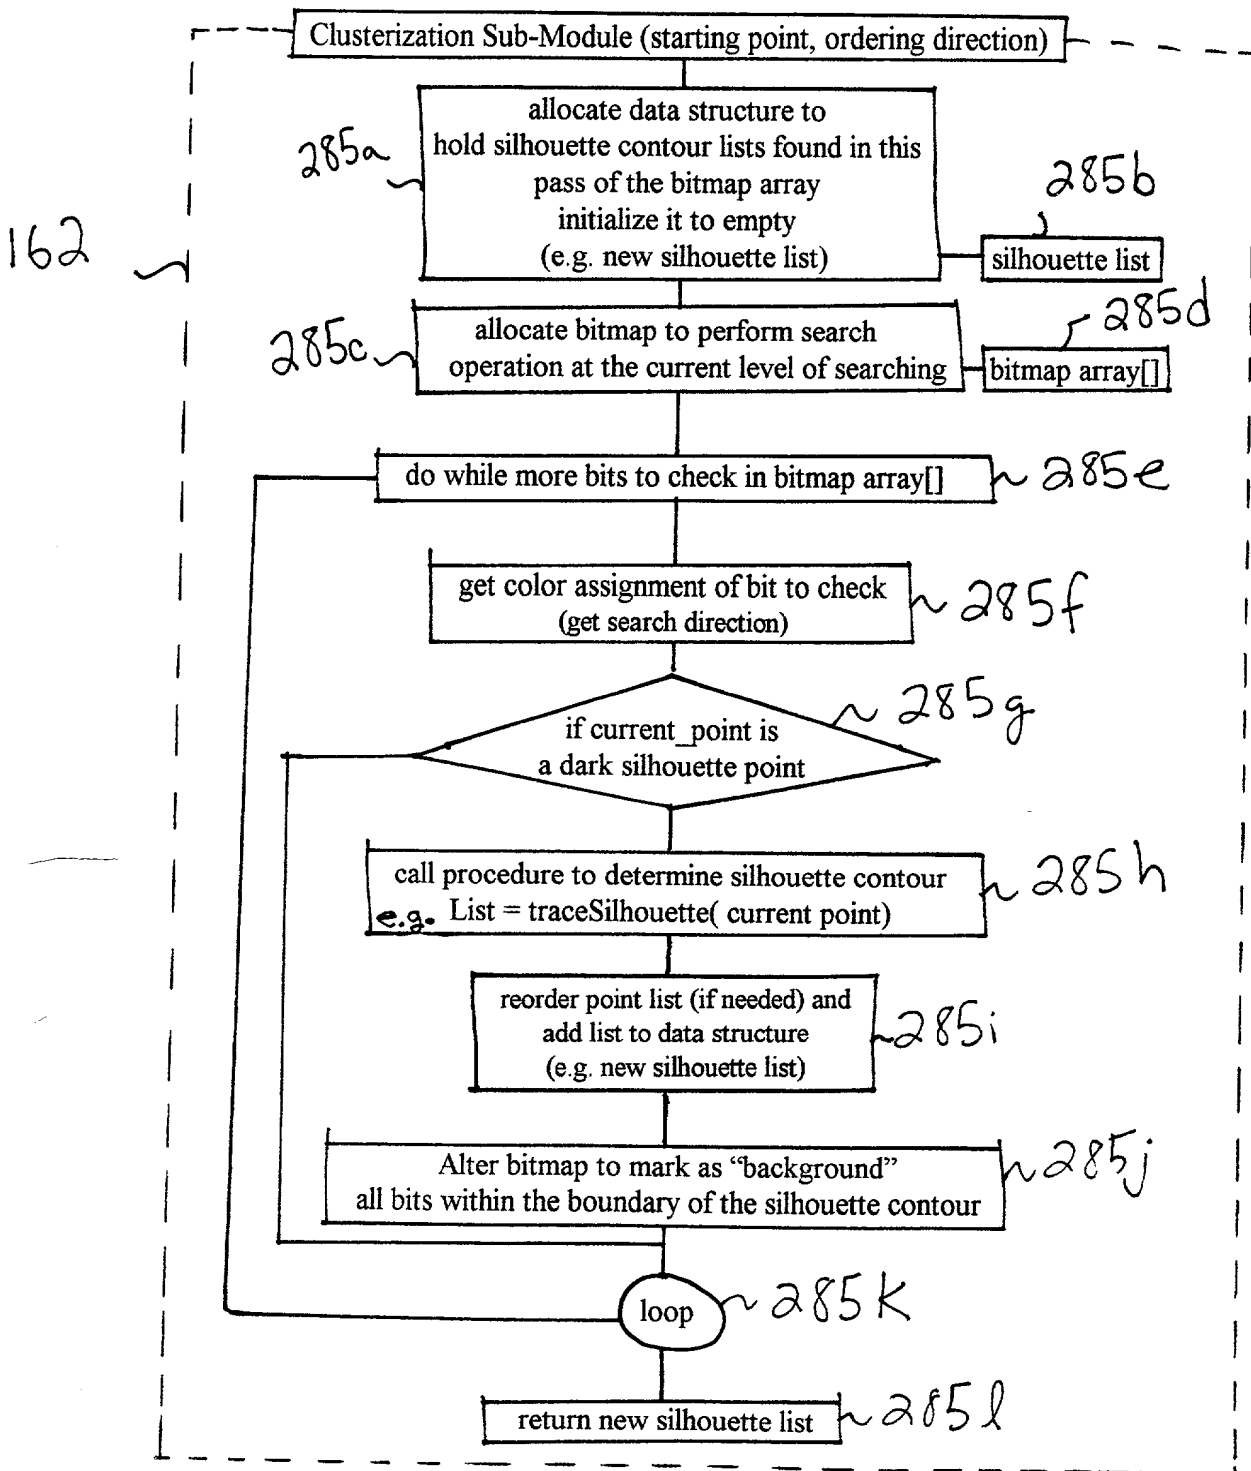 Clusterization Sub-Module (starting point, ordering direction)
allocate data structure to
hold silhouette contour lists found in this
pass of the bitmap array
initialize it to empty
(e.g. new silhouette list)
285a
285b
silhouette list
162
allocate bitmap to perform search
operation at the current level of searching
285c
285d
bitmap array[]
do while more bits to check in bitmap array[]
285e
get color assignment of bit to check
(get search direction)
285f
if current_point is
a dark silhouette point
285g
call procedure to determine silhouette contour
e.g. List = traceSilhouette( current point)
285h
reorder point list (if needed) and
add list to data structure
(e.g. new silhouette list)
285i
Alter bitmap to mark as “background”
all bits within the boundary of the silhouette contour
285j
loop
285k
return new silhouette list
285l